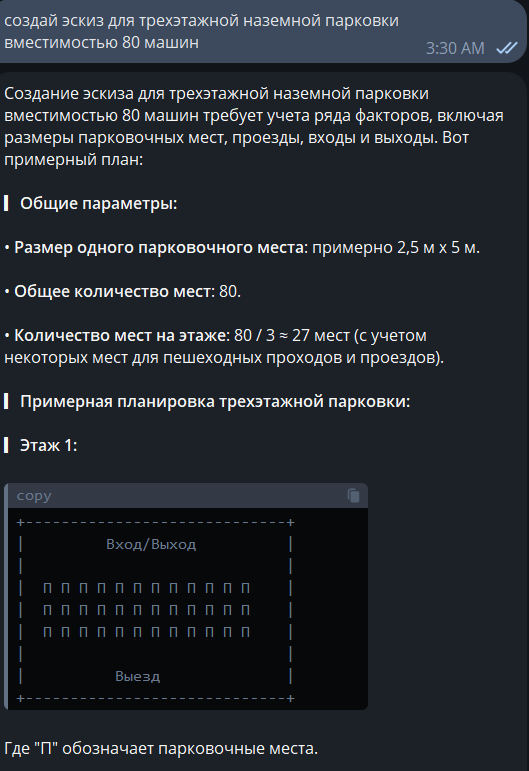 создай эскиз для трехэтажной наземной парковки
вместимостью 80 машин
3:30 AM
Создание эскиза для трехэтажной наземной парковки
вместимостью 80 машин требует учета ряда факторов, включая
размеры парковочных мест, проезды, входы и выходы. Вот
примерный план:
▎ Общие параметры:
• Размер одного парковочного места: примерно 2,5 м x 5 м.
• Общее количество мест: 80.
• Количество мест на этаже: 80 / 3 ≈ 27 мест (с учетом
некоторых мест для пешеходных проходов и проездов).
▎ Примерная планировка трехэтажной парковки:
▎ Этаж 1:
copy
+-----------------------------+
|         Вход/Выход          |
|                             |
|  П П П П П П П П П П П П    |
|  П П П П П П П П П П П П    |
|  П П П П П П П П П П П П    |
|                             |
|          Выезд              |
+-----------------------------+
Где "П" обозначает парковочные места.